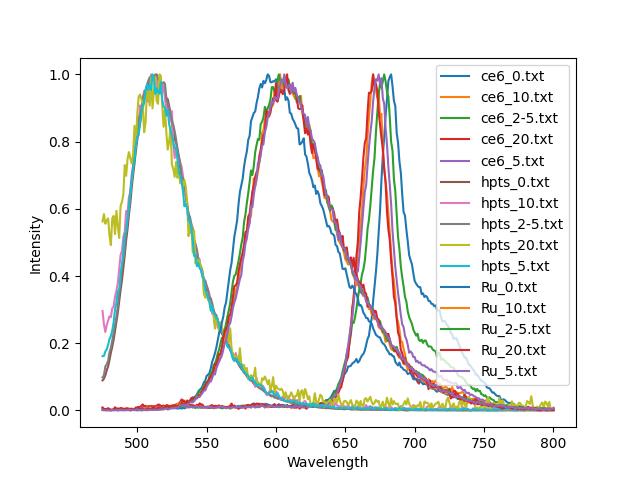 1.0
0.8
0.6
0.4
0.2
0.0
Intensity
500 550 600 650 700 750 800
Wavelength
ce6_0.txt
ce6_10.txt
ce6_2-5.txt
ce6_20.txt
ce6_5.txt
hpts_0.txt
hpts_10.txt
hpts_2-5.txt
hpts_20.txt
hpts_5.txt
Ru_0.txt
Ru_10.txt
Ru_2-5.txt
Ru_20.txt
Ru_5.txt